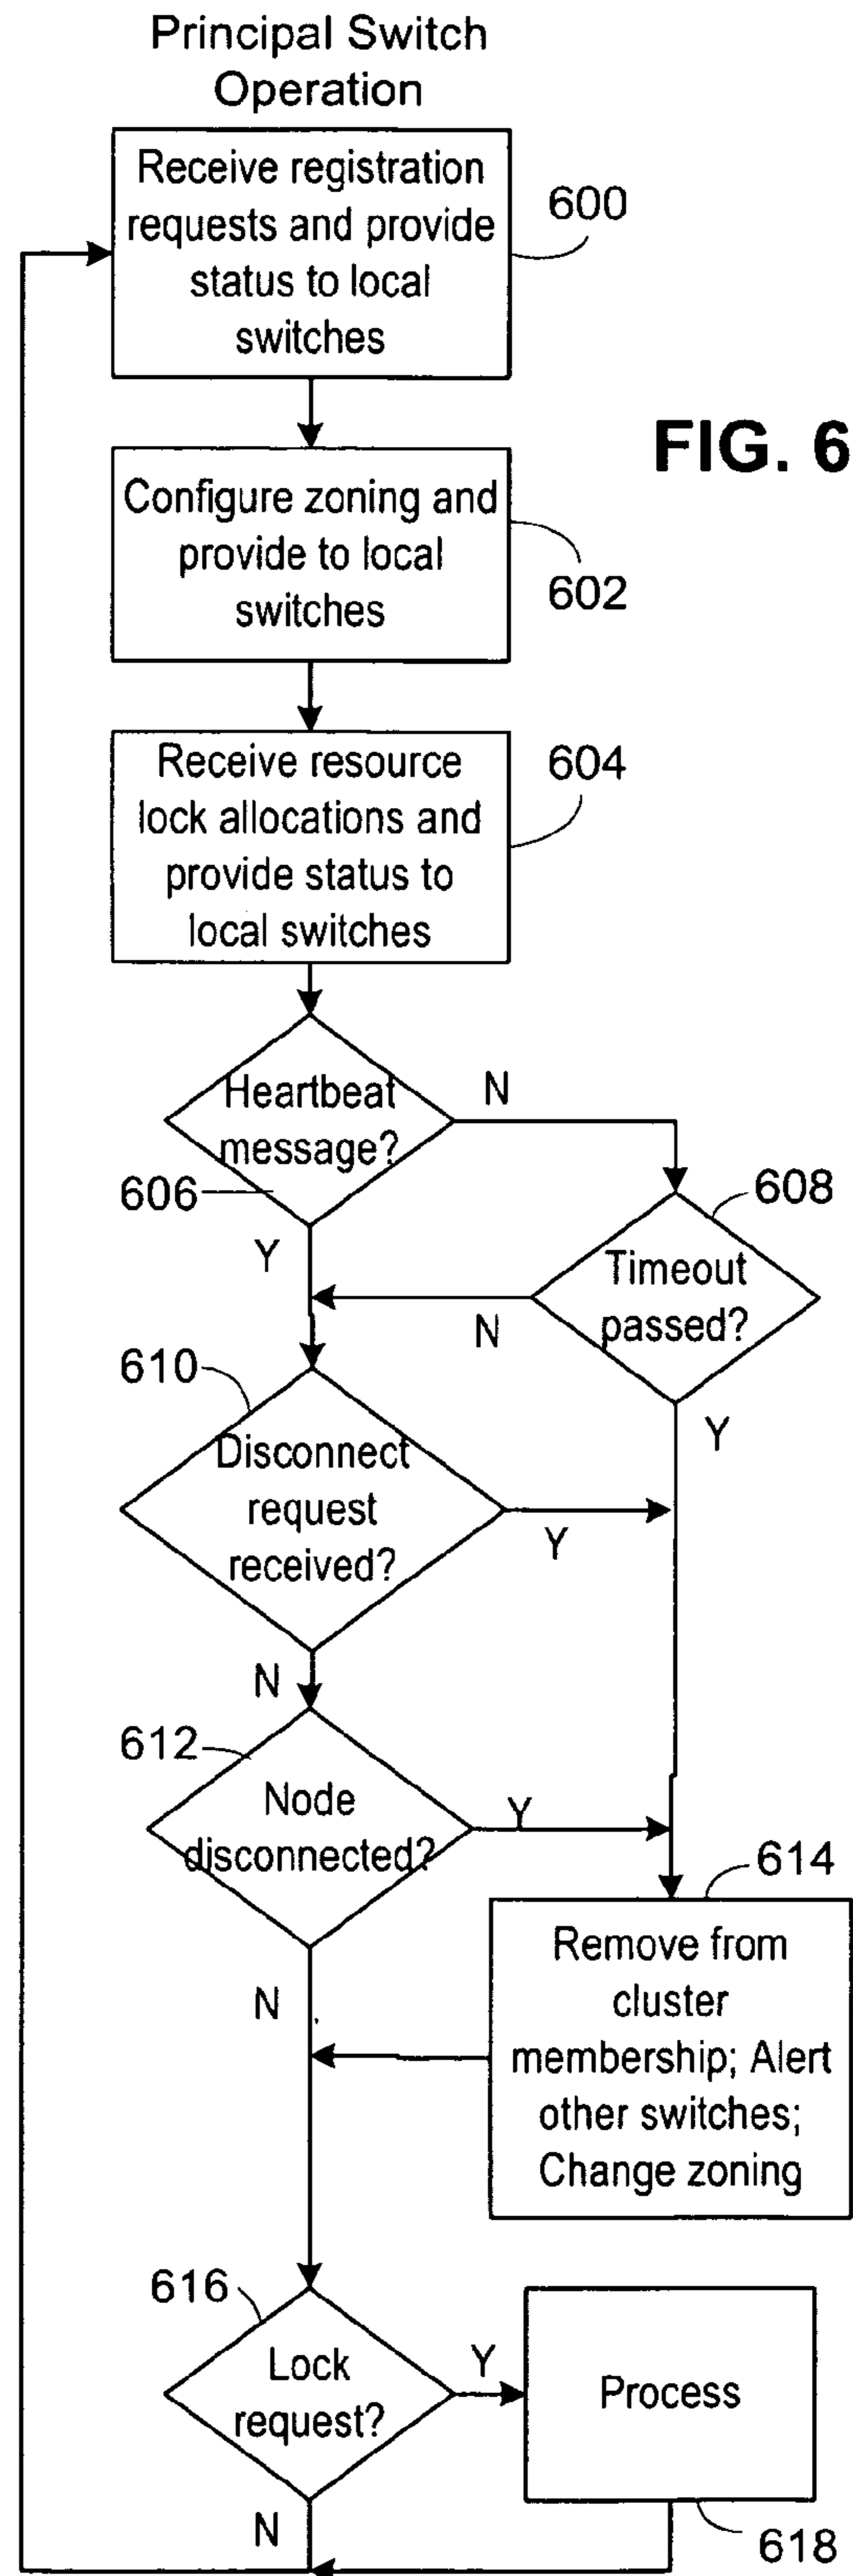 Principal Switch
Operation
Receive registration
requests and provide
status to local
switches
600
FIG. 6
Configure zoning and
provide to local
switches
602
Receive resource
lock allocations and
provide status to
local switches
604
Heartbeat
message?
606
N
Y
608
Timeout
passed?
N
Y
610
Disconnect
request
received?
Y
N
612
Node
disconnected?
Y
N
614
Remove from
cluster
membership; Alert
other switches;
Change zoning
616
Lock
request?
Y
N
Process
618